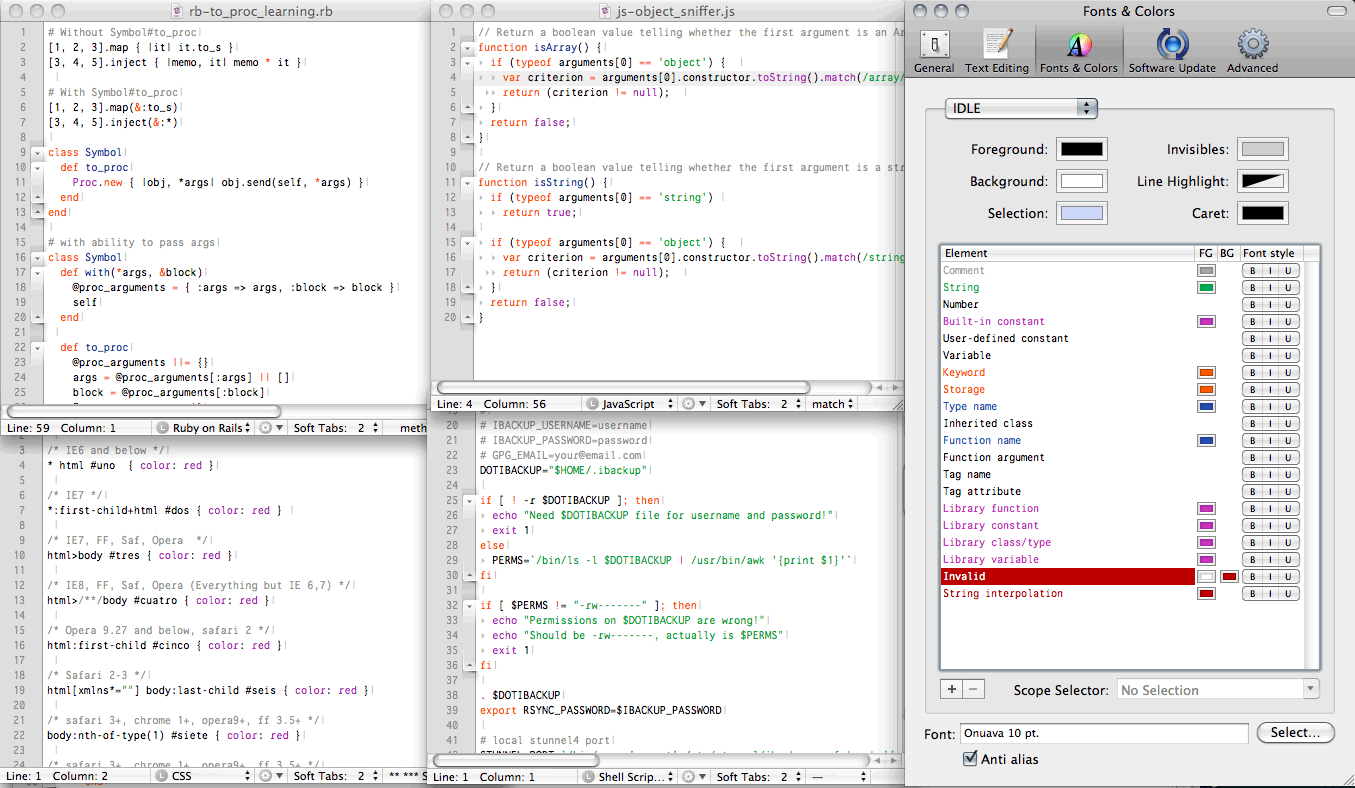 rb-to_proc_learning.rb
1 # Without Symbol#to_proc
2 [1, 2, 3].map { |it| it.to_s }
3 [3, 4, 5].inject { |memo, it| memo * it }
4
5 # With Symbol#to_proc
6 [1, 2, 3].map(&:to_s)
7 [3, 4, 5].inject(&:*)
8
9 class Symbol
10 def to_proc
11 Proc.new { |obj, *args| obj.send(self, *args) }
12 end
13 end
14
15 # with ability to pass args
16 class Symbol
17 def with(*args, &block)
18 @proc_arguments = { :args => args, :block => block }
19 self
20 end
21
22 def to_proc
23 @proc_arguments ||= {}
24 args = @proc_arguments[:args] || []
25 block = @proc_arguments[:block]
Line: 59 Column: 1 L Ruby on Rails Soft Tabs: 2 meth
3 /* IE6 and below */
4 * html #uno { color: red }
5
6 /* IE7 */
7 *:first-child+html #dos { color: red }
8
9 /* IE7, FF, Saf, Opera */
10 html>body #tres { color: red }
11
12 /* IE8, FF, Saf, Opera (Everything but IE 6,7) */
13 html>/**/body #cuatro { color: red }
14
15 /* Opera 9.27 and below, safari 2 */
16 html:first-child #cinco { color: red }
17
18 /* Safari 2-3 */
19 html[xmlns*=""] body:last-child #seis { color: red }
20
21 /* safari 3+, chrome 1+, opera9+, ff 3.5+ */
22 body:nth-of-type(1) #siete { color: red }
23
24 /* safari 3+, chrome 1+, opera9+, ff 3.5+ */
Line: 1 Column: 2 L CSS Soft Tabs: 2 ** *** S
js-object_sniffer.js
1 // Return a boolean value telling whether the first argument is an Ar
2 function isArray() {
3 if (typeof arguments[0] == 'object') {
4 var criterion = arguments[0].constructor.toString().match(/array/
5 return (criterion != null);
6 }
7 return false;
8 }
9
10 // Return a boolean value telling whether the first argument is a str
11 function isString() {
12 if (typeof arguments[0] == 'string')
13 return true;
14
15 if (typeof arguments[0] == 'object') {
16 var criterion = arguments[0].constructor.toString().match(/string
17 return (criterion != null);
18 }
19 return false;
20 }
Line: 4 Column: 56 L JavaScript Soft Tabs: 2 match
20 # IBACKUP_USERNAME=username
21 # IBACKUP_PASSWORD=password
22 # GPG_EMAIL=your@email.com
23 DOTIBACKUP="$HOME/.ibackup"
24
25 if [ ! -r $DOTIBACKUP ]; then
26 echo "Need $DOTIBACKUP file for username and password!"
27 exit 1
28 else
29 PERMS=`/bin/ls -l $DOTIBACKUP | /usr/bin/awk '{print $1}'`
30 fi
31
32 if [ $PERMS != "-rw-------" ]; then
33 echo "Permissions on $DOTIBACKUP are wrong!"
34 echo "Should be -rw-------, actually is $PERMS"
35 exit 1
36 fi
37
38 . $DOTIBACKUP
39 export RSYNC_PASSWORD=$IBACKUP_PASSWORD
40
41 # local stunnel4 port
Line: 1 Column: 1 L Shell Scrip... Soft Tabs: 2 —
Fonts & Colors
General Text Editing Fonts & Colors Software Update Advanced
IDLE
Foreground: Invisibles:
Background: Line Highlight:
Selection: Caret:
Element FG BG Font style
Comment B I U
String B I U
Number B I U
Built-in constant B I U
User-defined constant B I U
Variable B I U
Keyword B I U
Storage B I U
Type name B I U
Inherited class B I U
Function name B I U
Function argument B I U
Tag name B I U
Tag attribute B I U
Library function B I U
Library constant B I U
Library class/type B I U
Library variable B I U
Invalid B I U
String interpolation B I U
+ − Scope Selector: No Selection
Font: Onuava 10 pt. Select...
Anti alias